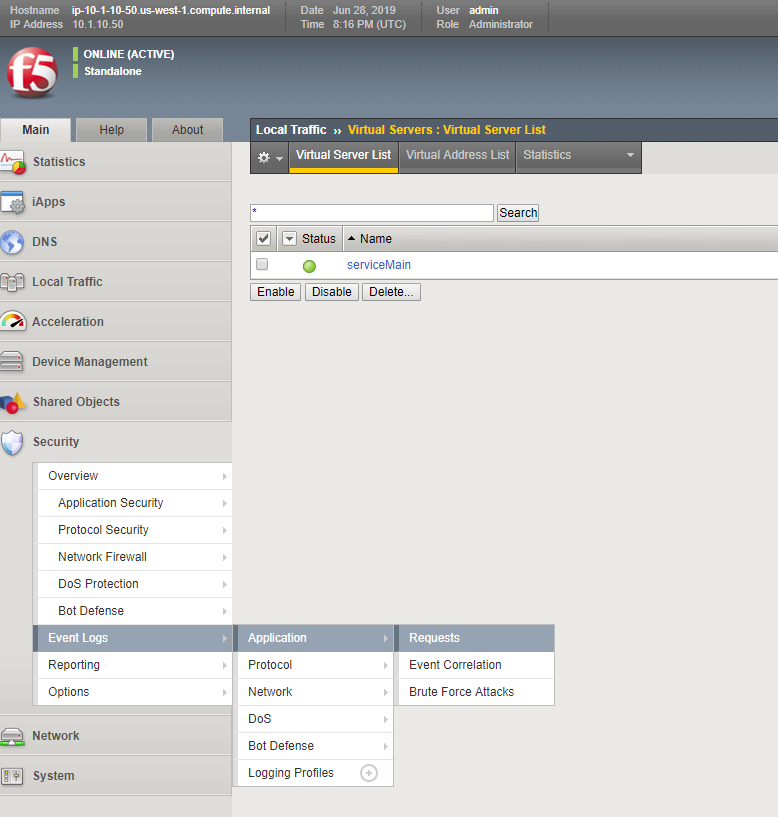 Hostname ip-10-1-10-50.us-west-1.compute.internal Date Jun 28, 2019 User admin
IP Address 10.1.10.50 Time 8:16 PM (UTC) Role Administrator
f5
ONLINE (ACTIVE)
Standalone
Main Help About
Local Traffic ›› Virtual Servers : Virtual Server List
Virtual Server List Virtual Address List Statistics
Statistics
iApps
DNS
Local Traffic
Acceleration
Device Management
Shared Objects
Security
Overview
Application Security
Protocol Security
Network Firewall
DoS Protection
Bot Defense
Event Logs
Reporting
Options
Network
System
* Search
Status Name
serviceMain
Enable Disable Delete...
Application
Protocol
Network
DoS
Bot Defense
Logging Profiles
Requests
Event Correlation
Brute Force Attacks